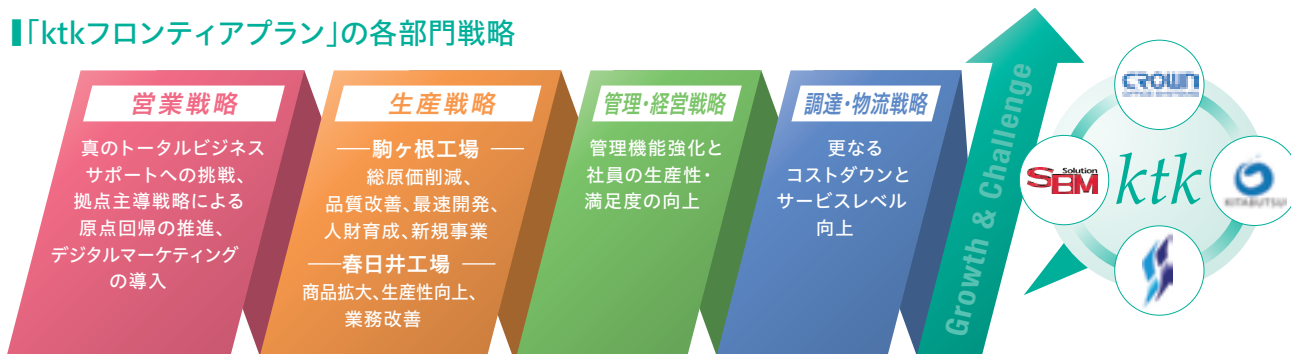 「ktkフロンティアプラン」の各部門戦略
営業戦略
真のトータルビジネス
サポートへの挑戦、
拠点主導戦略による
原点回帰の推進、
デジタルマーケティング
の導入
生産戦略
駒ヶ根工場
総原価削減、
品質改善、最速開発、
人財育成、新規事業
春日井工場
商品拡大、生産性向上、
業務改善
管理・経営戦略
管理機能強化と
社員の生産性・
満足度の向上
調達・物流戦略
更なる
コストダウンと
サービスレベル
向上
Growth & Challenge
CROWN
Solution
SBM
ktk
KITABUTSU